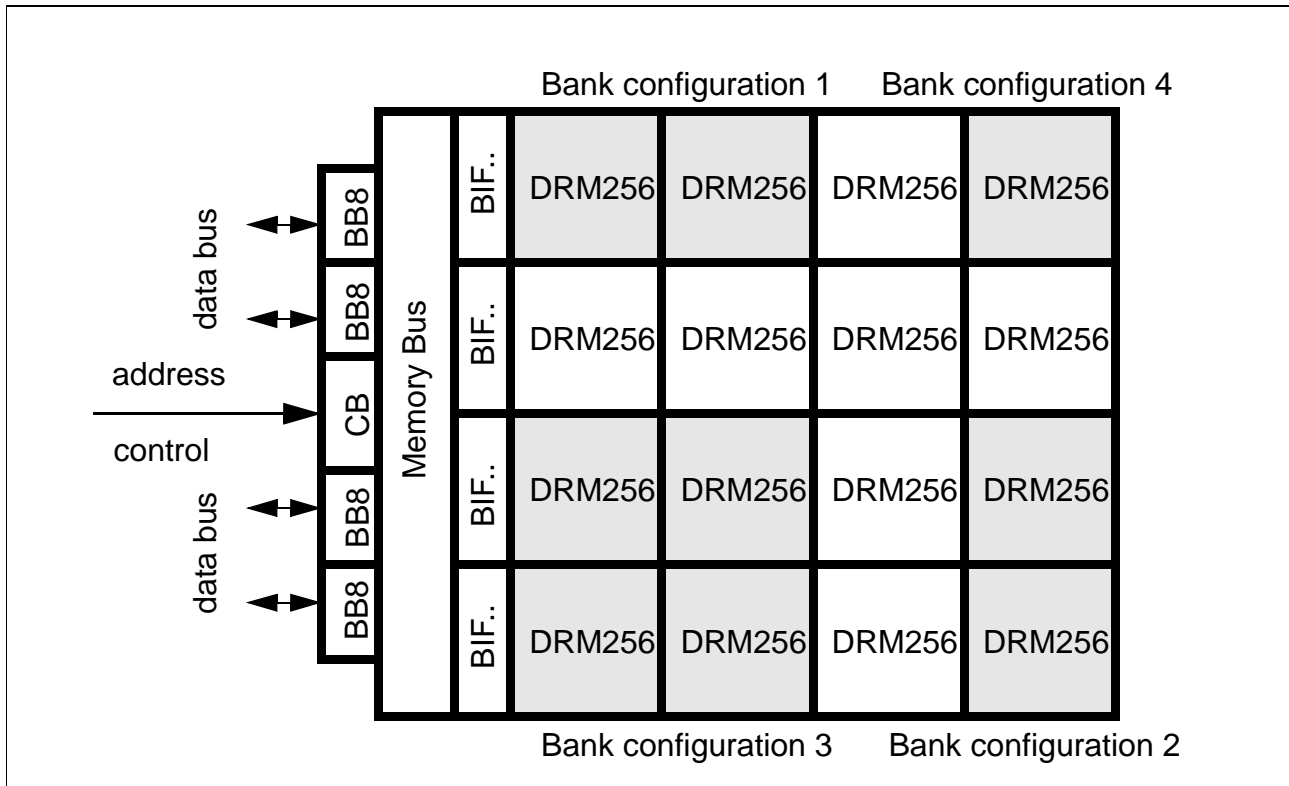 Bank configuration 1
Bank configuration 4
data bus
address
control
data bus
BB8
BB8
CB
BB8
BB8
Memory Bus
BIF..
DRM256
DRM256
DRM256
DRM256
BIF..
DRM256
DRM256
DRM256
DRM256
BIF..
DRM256
DRM256
DRM256
DRM256
BIF..
DRM256
DRM256
DRM256
DRM256
Bank configuration 3
Bank configuration 2